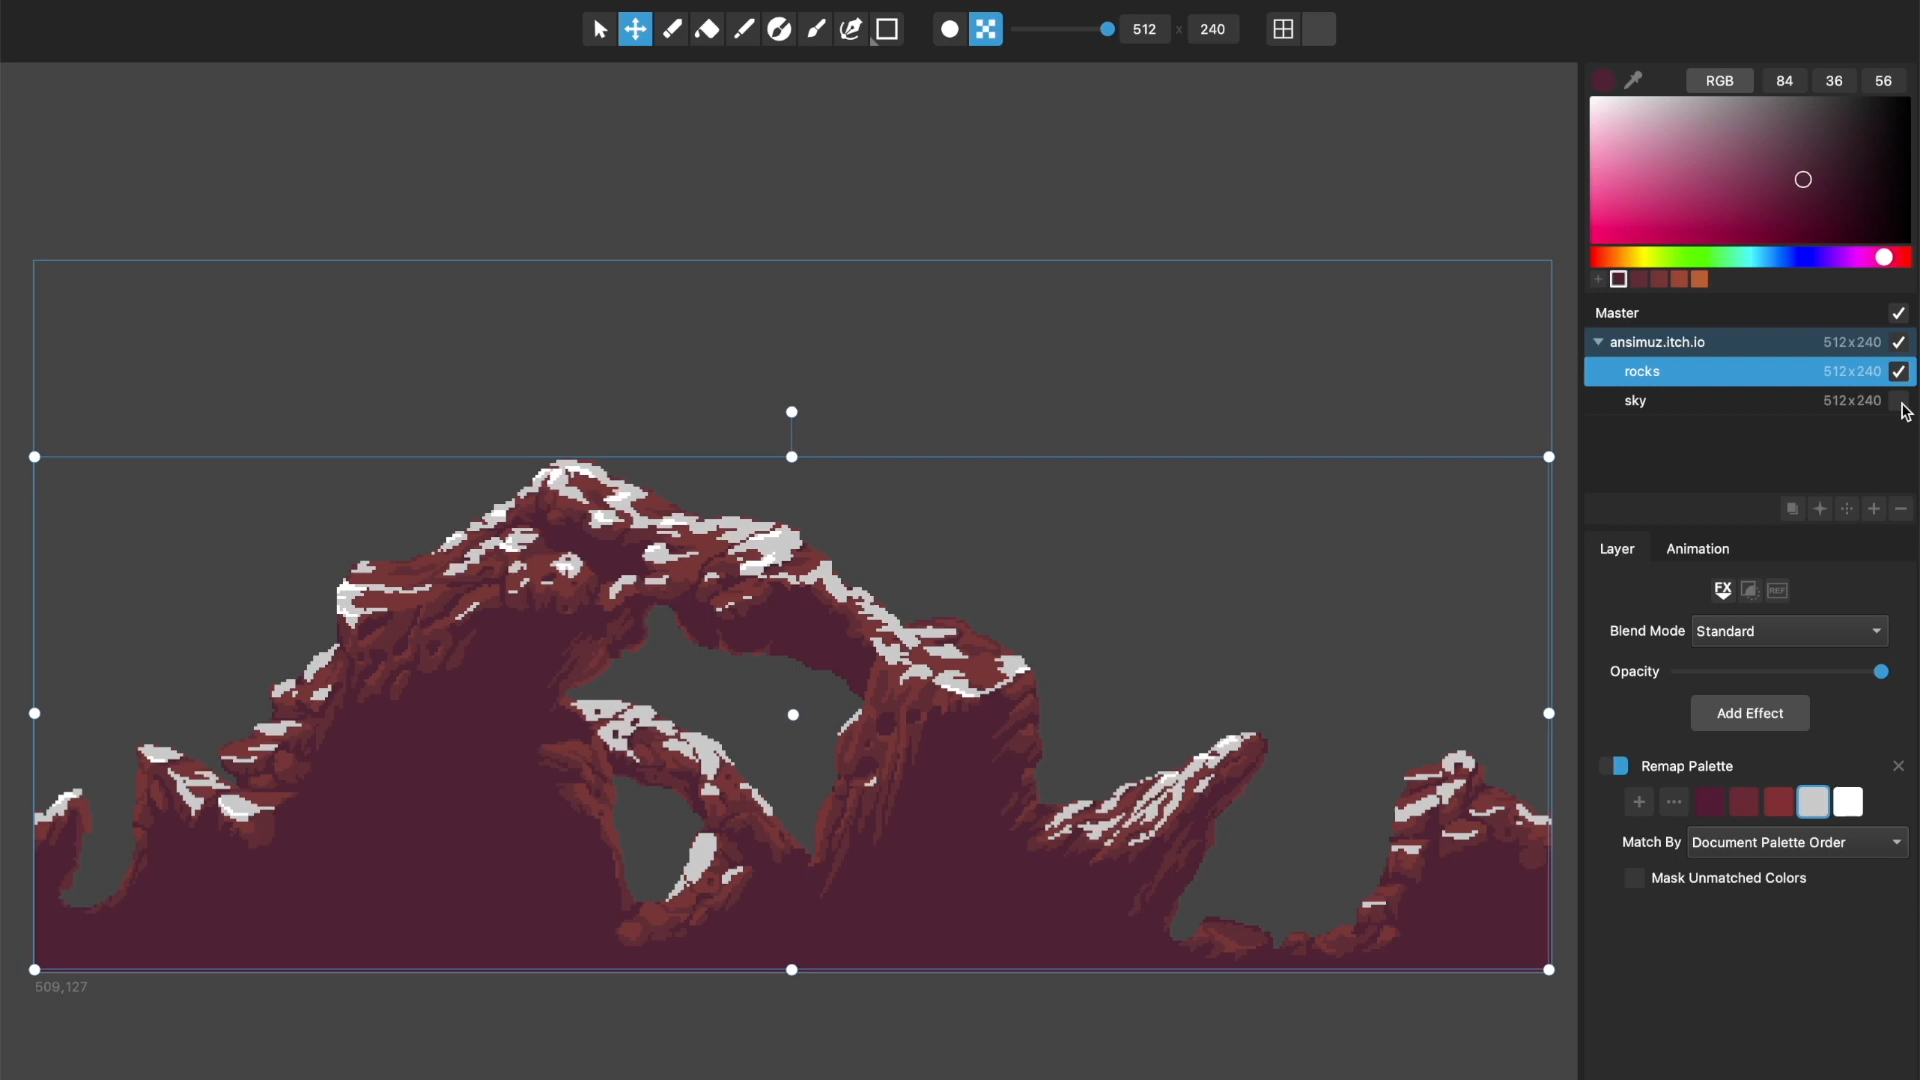 512 x 240
RGB 84 36 56
Master
ansimuz.itch.io 512x240
rocks 512x240
sky 512x240
Layer Animation
FX REF
Blend Mode Standard
Opacity
Add Effect
Remap Palette
Match By Document Palette Order
Mask Unmatched Colors
509,127